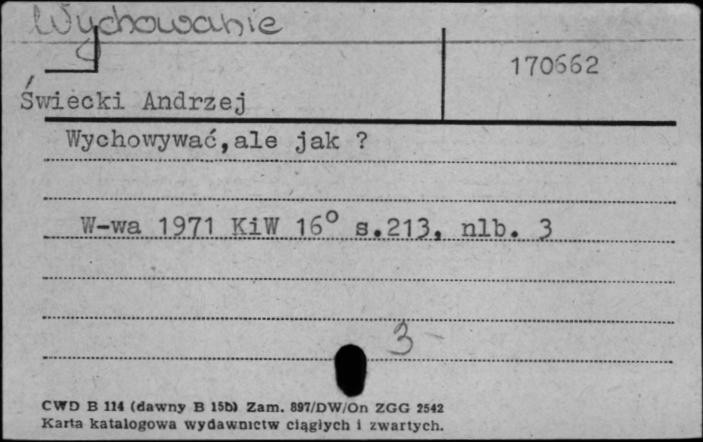 Wychowanie
170662
Świecki Andrzej
Wychowywać,ale jak ?
W-wa 1971 KiW 16° s.213, nlb. 3
3-
CWD B 114 (dawny B 15b) Zam. 897/DW/On ZGG 2542
Karta katalogowa wydawnictw ciągłych i zwartych.